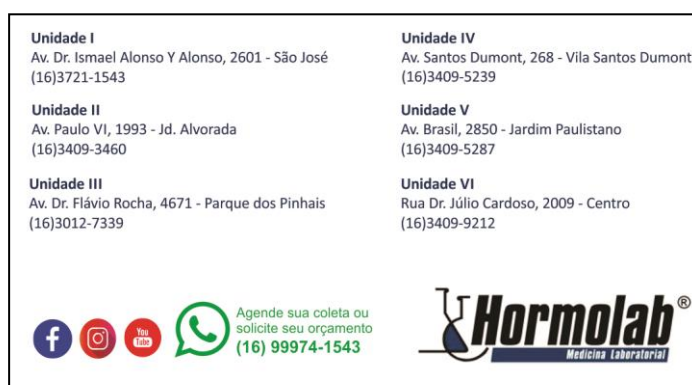 Unidade I
Av. Dr. Ismael Alonso Y Alonso, 2601 - São José
(16)3721-1543
Unidade II
Av. Paulo VI, 1993 - Jd. Alvorada
(16)3409-3460
Unidade III
Av. Dr. Flávio Rocha, 4671 - Parque dos Pinhais
(16)3012-7339
Unidade IV
Av. Santos Dumont, 268 - Vila Santos Dumont
(16)3409-5239
Unidade V
Av. Brasil, 2850 - Jardim Paulistano
(16)3409-5287
Unidade VI
Rua Dr. Júlio Cardoso, 2009 - Centro
(16)3409-9212
You
Tube
Agende sua coleta ou
solicite seu orçamento
(16) 99974-1543
Hormolab®
Medicina Laboratorial